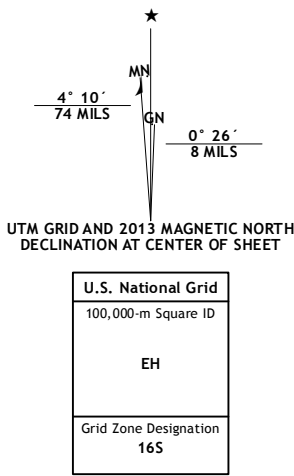 ★
MN
4° 10´
74 MILS
GN
0° 26´
8 MILS
UTM GRID AND 2013 MAGNETIC NORTH
DECLINATION AT CENTER OF SHEET
U.S. National Grid
100,000-m Square ID
EH
Grid Zone Designation
16S